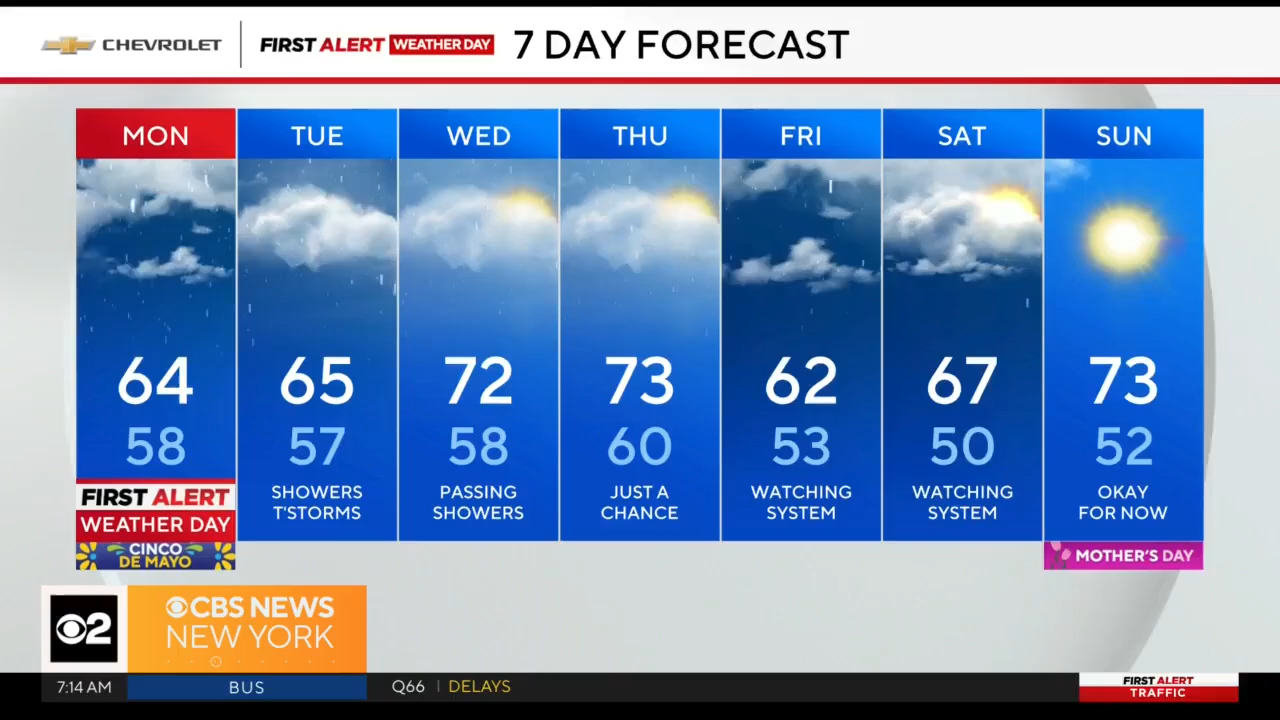 CHEVROLET
FIRST ALERT WEATHER DAY 7 DAY FORECAST
MON TUE WED THU FRI SAT SUN
64 65 72 73 62 67 73
58 57 58 60 53 50 52
FIRST ALERT
WEATHER DAY
CINCO
DE MAYO
SHOWERS
T'STORMS
PASSING
SHOWERS
JUST A
CHANCE
WATCHING
SYSTEM
WATCHING
SYSTEM
OKAY
FOR NOW
MOTHER'S DAY
2
CBS NEWS
NEW YORK
7:14 AM BUS Q66 DELAYS
FIRST ALERT
TRAFFIC